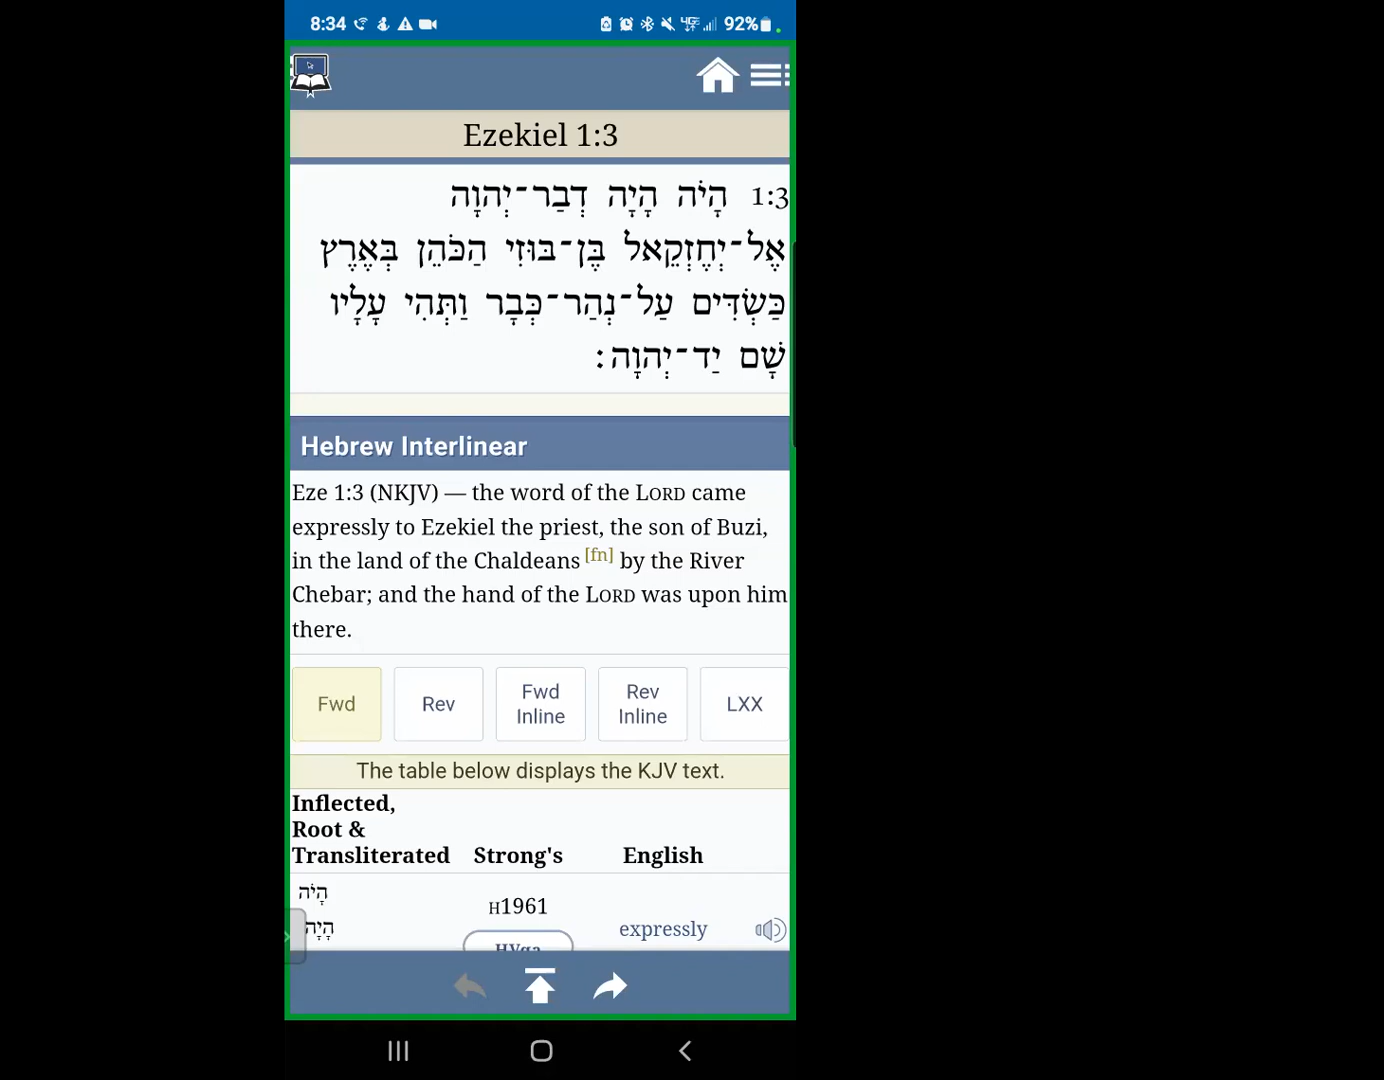 8:34
92%
Ezekiel 1:3
1:3 הָיֹה הָיָה דְבַר־יְהוָה
אֶל־יְחֶזְקֵאל בֶּן־בּוּזִי הַכֹּהֵן בְּאֶרֶץ
כַּשְׂדִּים עַל־נְהַר־כְּבָר וַתְּהִי עָלָיו
שָׁם יַד־יְהוָה׃
Hebrew Interlinear
Eze 1:3 (NKJV) — the word of the LORD came
expressly to Ezekiel the priest, the son of Buzi,
in the land of the Chaldeans [fn] by the River
Chebar; and the hand of the LORD was upon him
there.
Fwd Rev Fwd Inline Rev Inline LXX
The table below displays the KJV text.
Inflected,
Root &
Transliterated Strong's English
הָיֹה
H1961
הָיָה expressly